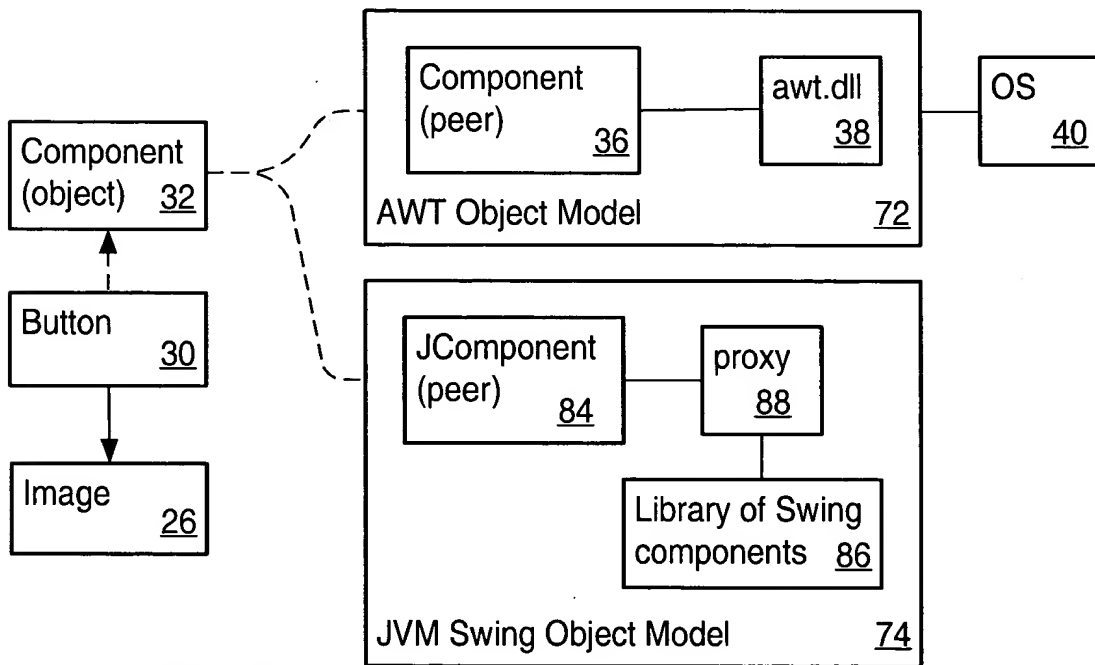 Component
(object) 32
Button
30
Image
26
Component
(peer)
36
awt.dll
38
AWT Object Model 72
OS
40
JComponent
(peer)
84
proxy
88
Library of Swing
components 86
JVM Swing Object Model 74